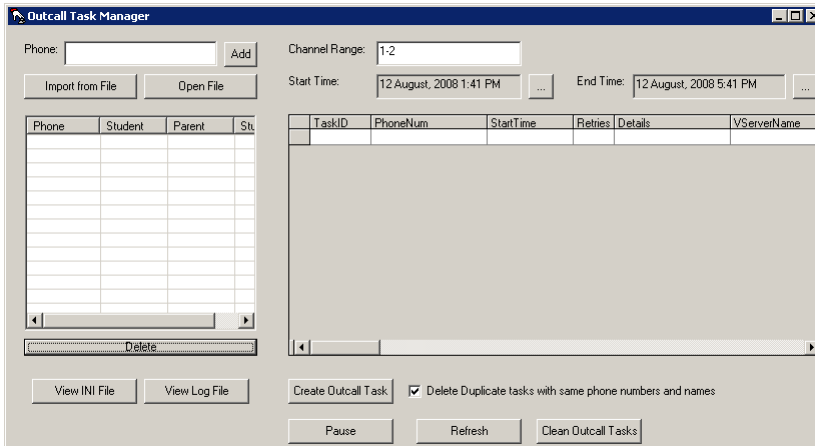 Outcall Task Manager
Phone: Add Channel Range: 1-2
Import from File Open File Start Time: 12 August, 2008 1:41 PM ... End Time: 12 August, 2008 5:41 PM ...
Phone Student Parent Stu TaskID PhoneNum StartTime Retries Details VServerName
Delete
View INI File View Log File Create Outcall Task Delete Duplicate tasks with same phone numbers and names
Pause Refresh Clean Outcall Tasks